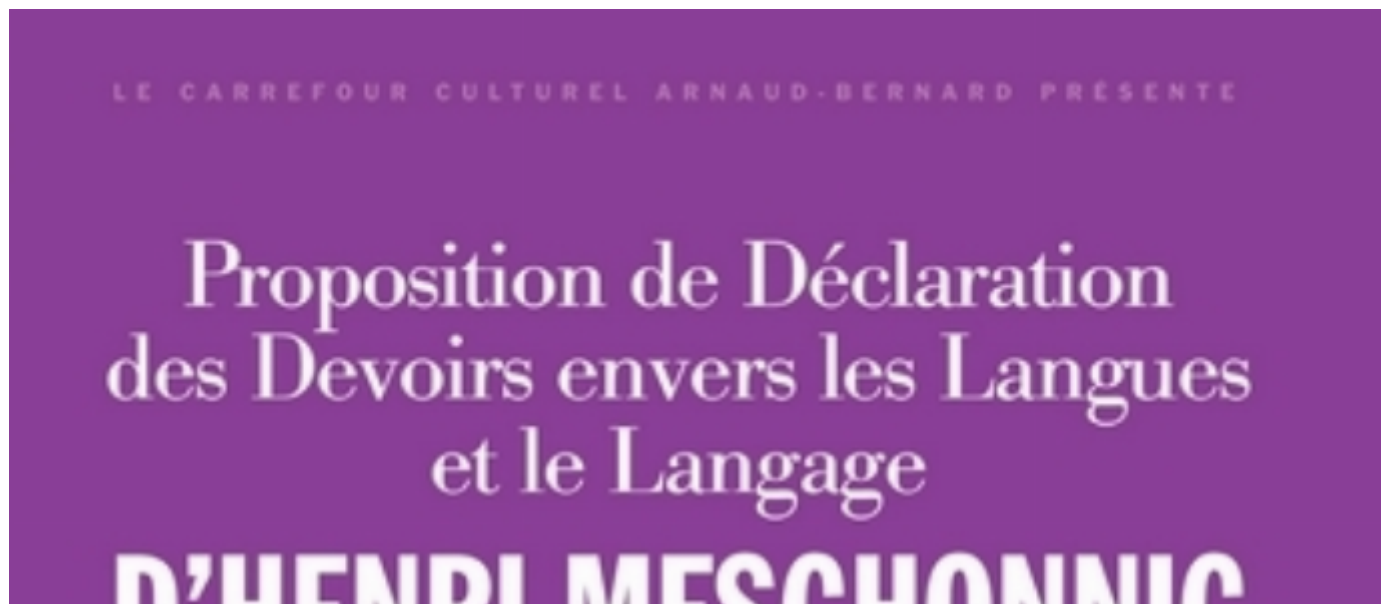 LE CARREFOUR CULTUREL ARNAUD-BERNARD PRÉSENTE
Proposition de Déclaration
des Devoirs envers les Langues
et le Langage
D'HENRI MESCHONNIC